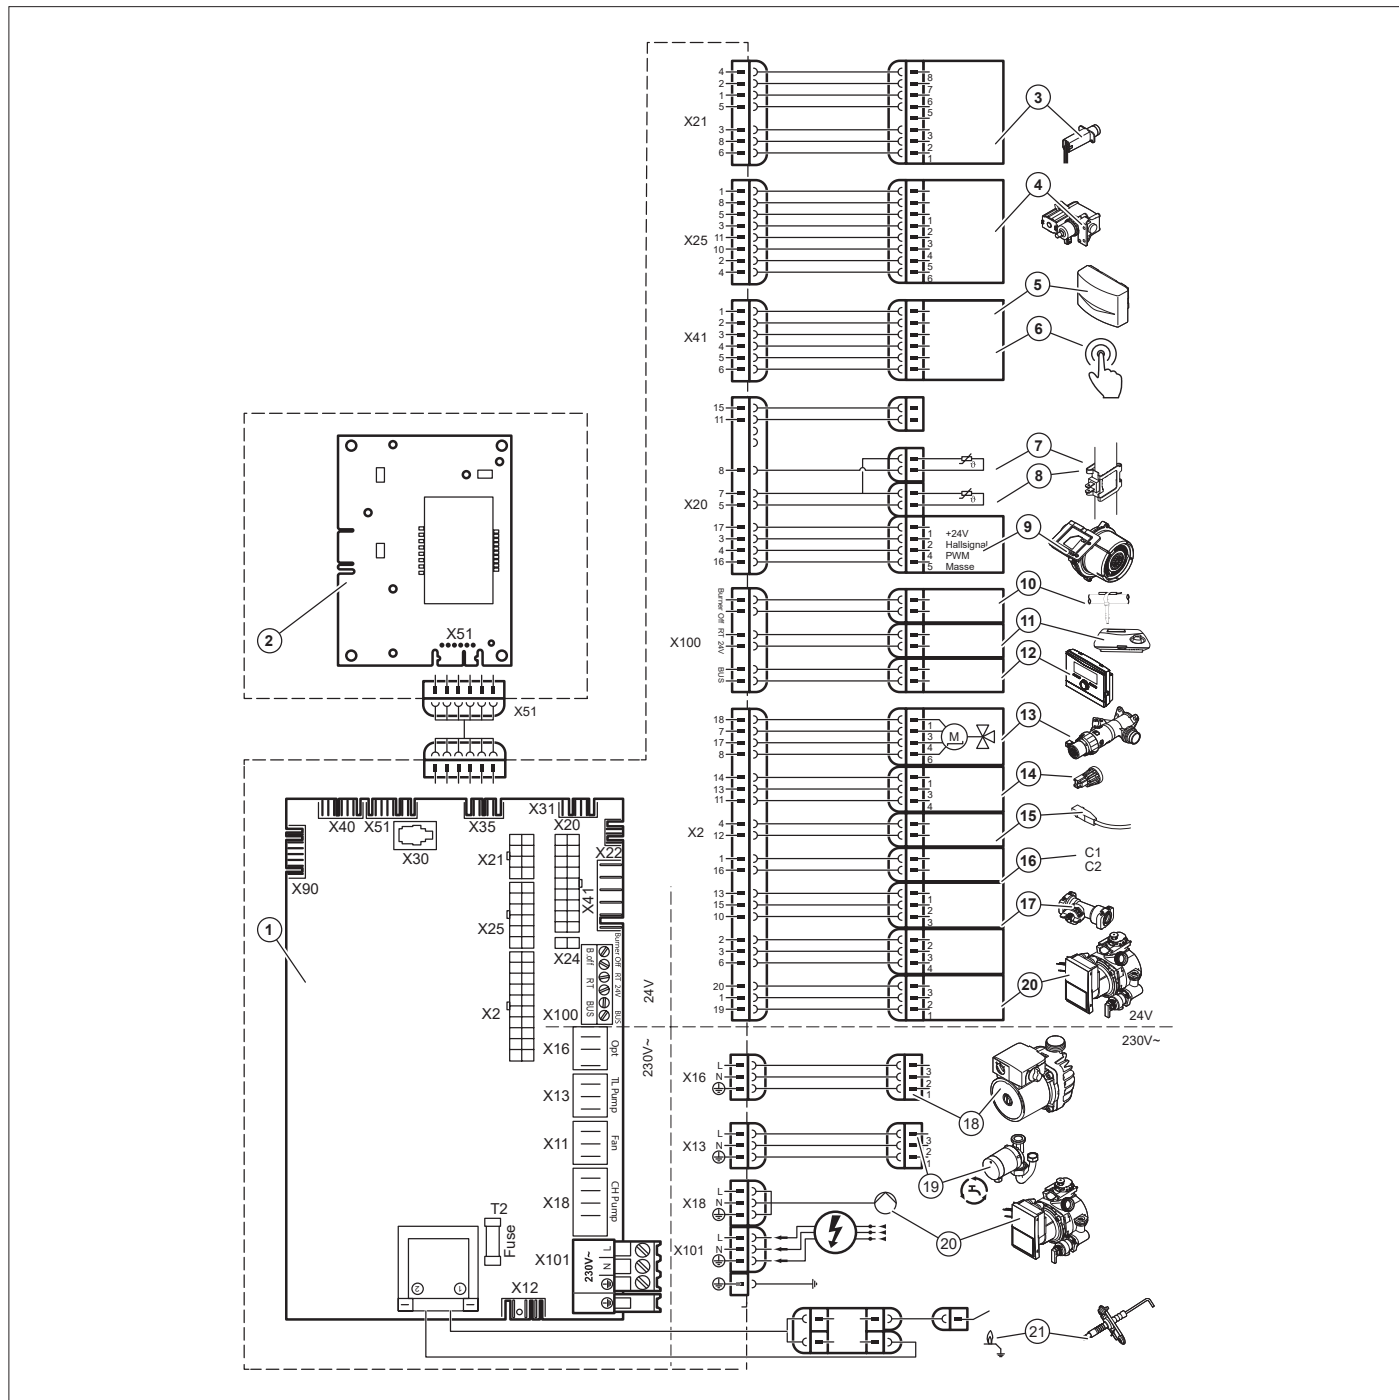 4
2
1
5
3
8
6
X21
8
7
6
5
3
2
1
3
1
8
5
3
11
10
2
4
X25
1
2
3
4
5
6
4
1
2
3
4
5
6
X41
5
6
15
11
8
7
5
17
3
4
16
X20
ϑ
ϑ
7
8
1 +24V
2 Hallsignal
4 PWM
5 Masse
9
Burner Off
RT 24V
BUS
X100
10
11
12
18
7
17
8
14
13
11
4
12
1
16
13
15
10
2
3
6
20
1
19
X2
1
3
4
6
M
13
1
3
4
14
15
16
C1
C2
1
2
3
17
2
3
4
3
2
1
20
24V
230V~
X16
L
N
3
2
1
18
X13
L
N
3
2
1
19
X18
L
N
X101
L
N
20
21
2
X51
X51
X40
X51
X35
X31
X20
X30
X21
X22
X90
X41
X25
1
X24
Burner Off
B.off
RT 24V
RT
BUS
BUS
X2
X100
24V
230V~
X16
Opt
X13
TL Pump
X11
Fan
X18
CH Pump
T2
Fuse
X101
230V~
L
N
2
1
X12